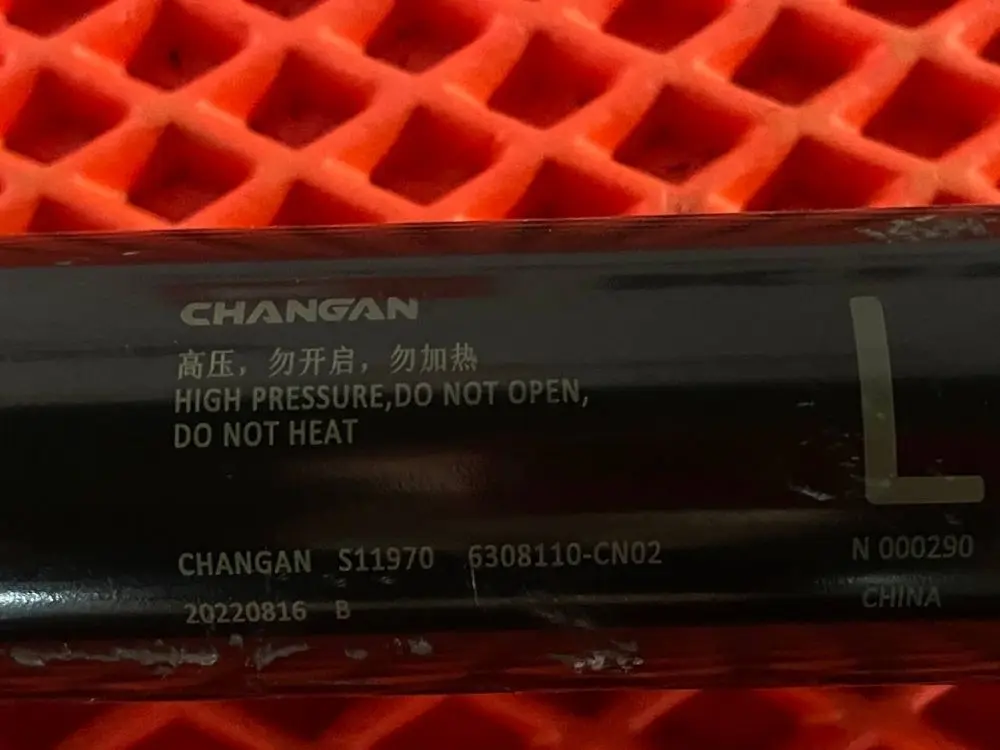 CHANGAN
高压，勿开启，勿加热
HIGH PRESSURE,DO NOT OPEN,
DO NOT HEAT
L
CHANGAN S11970 6308110-CN02 N 000290
20220816 B CHINA